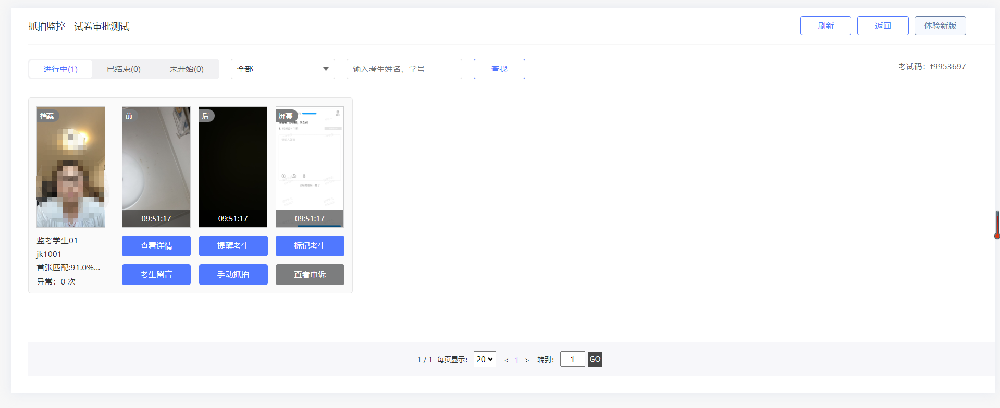 抓拍监控 - 试卷审批测试
刷新
返回
体验新版
进行中(1)
已结束(0)
未开始(0)
全部
输入考生姓名、学号
查找
考试码：t9953697
档案
前
后
屏幕
09:51:17
09:51:17
09:51:17
监考学生01
jk1001
首张匹配:91.0%...
异常：0 次
查看详情
提醒考生
标记考生
考生留言
手动抓拍
查看申诉
1 / 1 每页显示： 20 < 1 > 转到： 1 GO